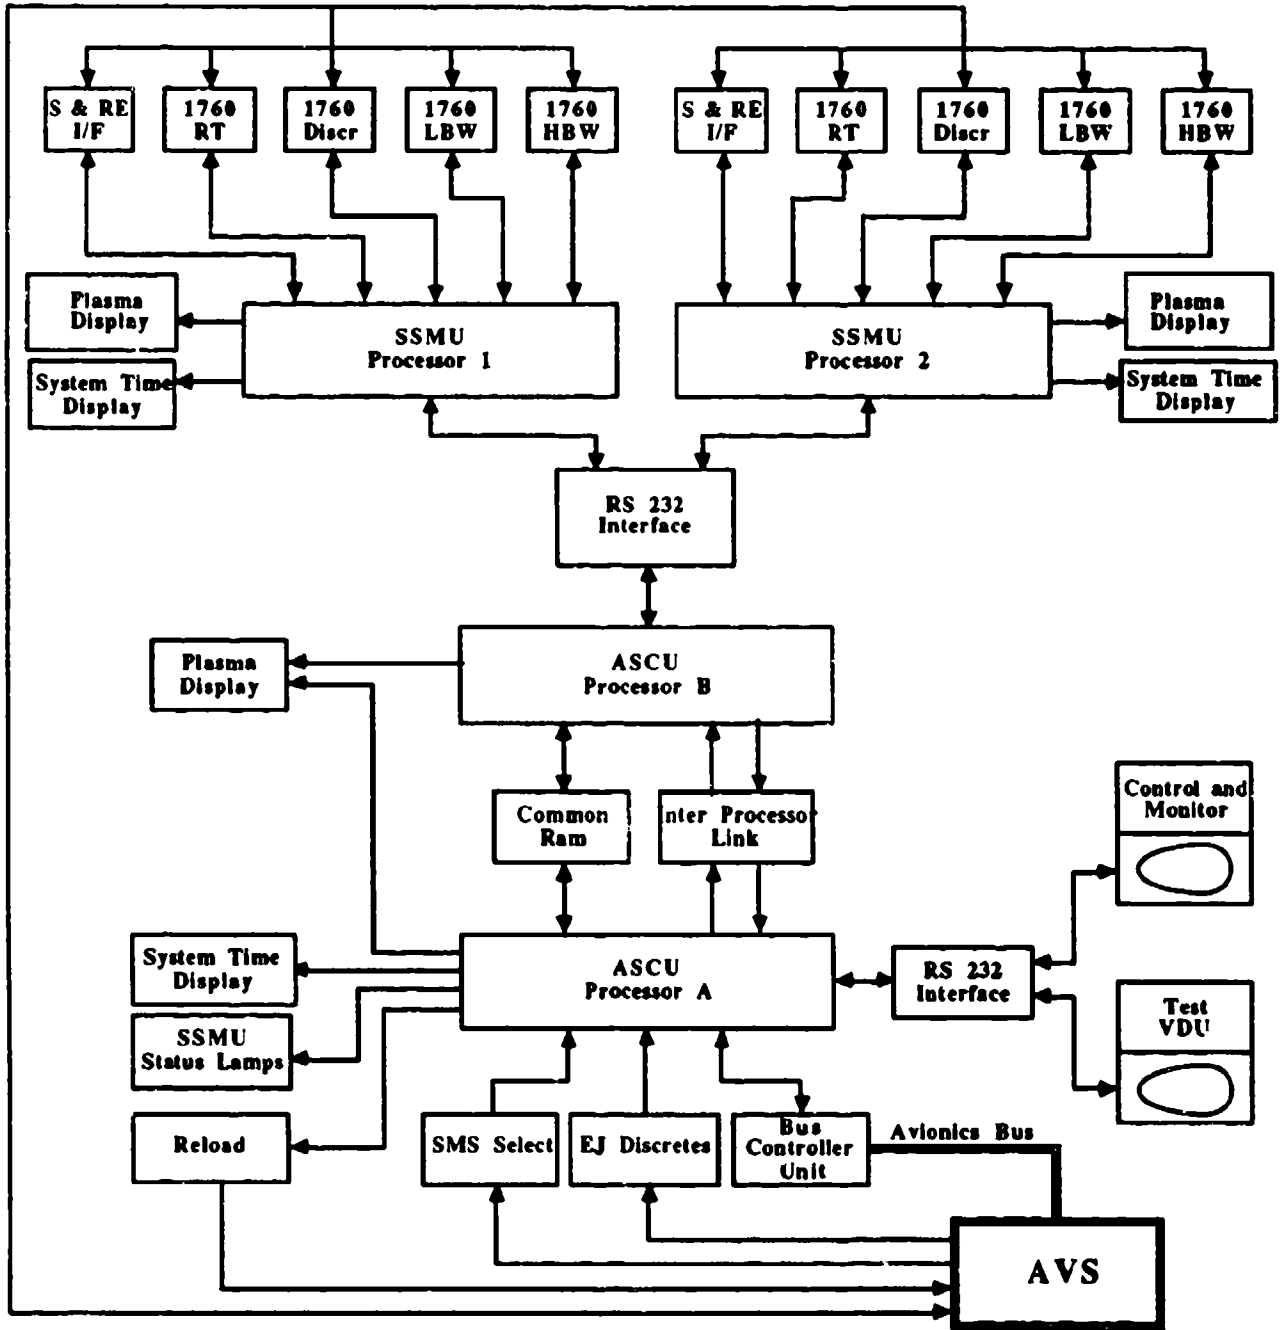 S & RE
I/F
1760
RT
1760
Discr
1760
LBW
1760
HBW
S & RE
I/F
1760
RT
1760
Discr
1760
LBW
1760
HBW
Plasma
Display
SSMU
Processor 1
System Time
Display
SSMU
Processor 2
Plasma
Display
System Time
Display
RS 232
Interface
Plasma
Display
ASCU
Processor B
Common
Ram
nter Processor
Link
Control and
Monitor
System Time
Display
ASCU
Processor A
RS 232
Interface
Test
VDU
SSMU
Status Lamps
Reload
SMS Select
EJ Discretes
Bus
Controller
Unit
Avionics Bus
AVS